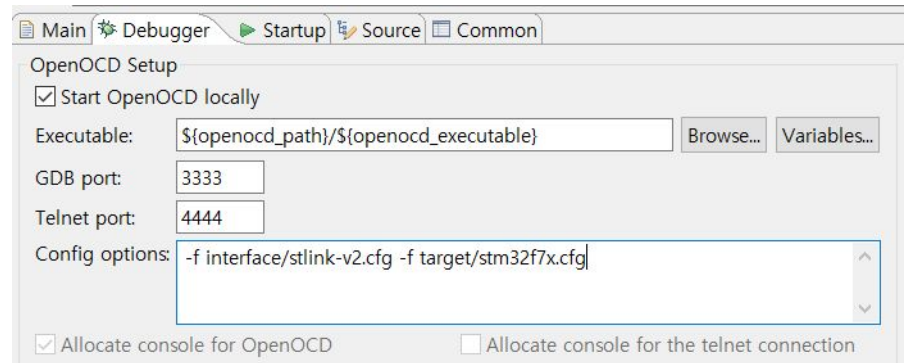 Main Debugger Startup Source Common
OpenOCD Setup
Start OpenOCD locally
Executable: ${openocd_path}/${openocd_executable} Browse... Variables...
GDB port: 3333
Telnet port: 4444
Config options: -f interface/stlink-v2.cfg -f target/stm32f7x.cfg
Allocate console for OpenOCD Allocate console for the telnet connection